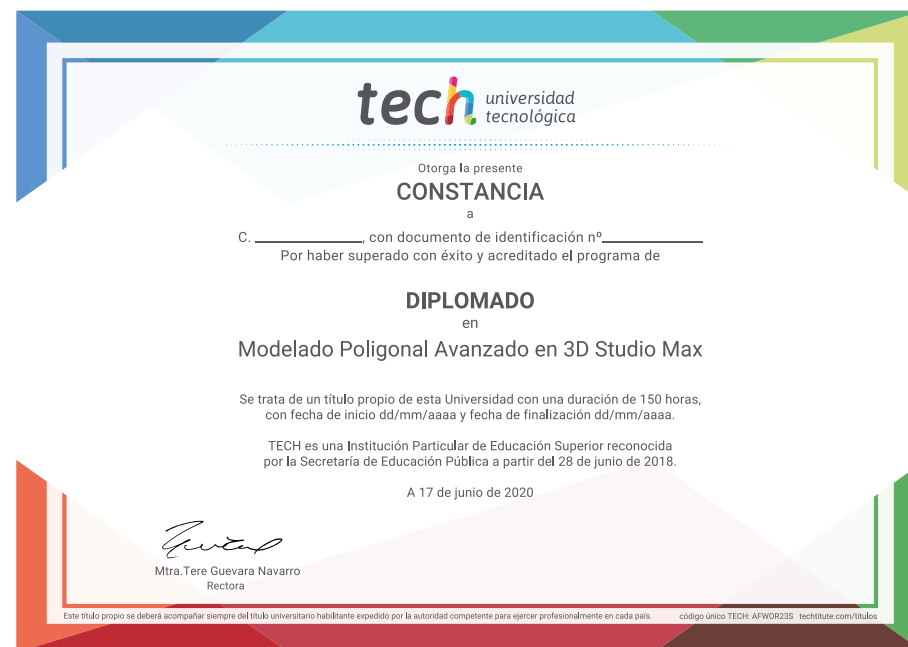 tech universidad
tecnológica
Otorga la presente
CONSTANCIA
a
C. ____________, con documento de identificación nº____________
Por haber superado con éxito y acreditado el programa de
DIPLOMADO
en
Modelado Poligonal Avanzado en 3D Studio Max
Se trata de un título propio de esta Universidad con una duración de 150 horas,
con fecha de inicio dd/mm/aaaa y fecha de finalización dd/mm/aaaa.
TECH es una Institución Particular de Educación Superior reconocida
por la Secretaría de Educación Pública a partir del 28 de junio de 2018.
A 17 de junio de 2020
Mtra.Tere Guevara Navarro
Rectora
Este título propio se deberá acompañar siempre del título universitario habilitante expedido por la autoridad competente para ejercer profesionalmente en cada país. código único TECH: AFWOR23S techtitute.com/titulos